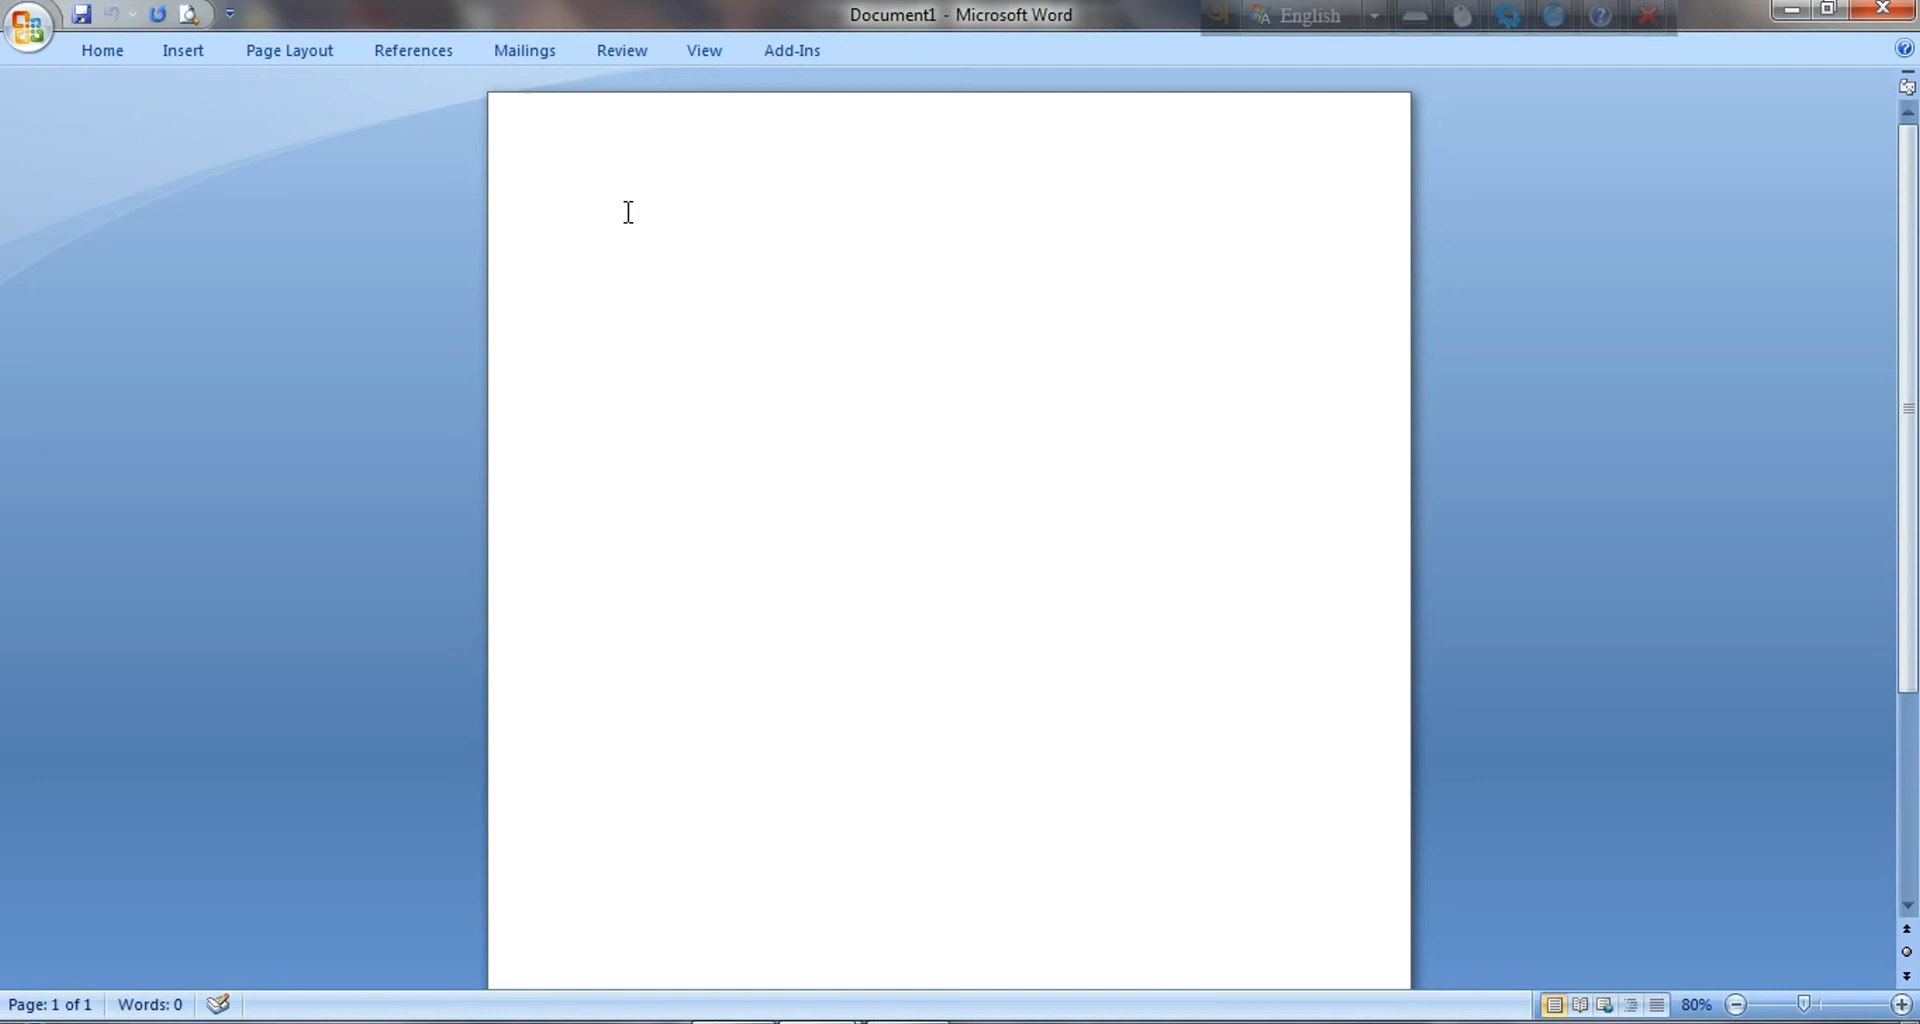 Document1 - Microsoft Word
অ English
Home Insert Page Layout References Mailings Review View Add-Ins
Page: 1 of 1 Words: 0 80%